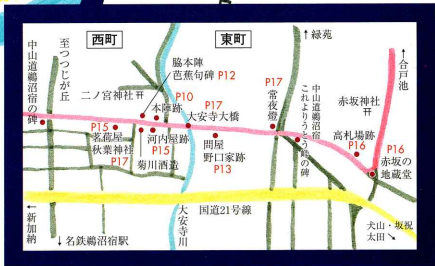 西町
東町
中山道鵜沼宿の碑
至つつじが丘
二ノ宮神社
脇本陣
芭蕉句碑 P12
P10
本陣跡
P17
大安寺大橋
P17
常夜燈
↑緑苑
中山道鵜沼宿
これよりうとう峠の碑
赤坂神社
↑合戸池
高札場跡
P16
P16
赤坂の
地蔵堂
P15
茗荷屋
秋葉神社
P17
河内屋跡
P15
菊川酒造
問屋
野口家跡
P13
大安寺川
国道21号線
←新加納
↓名鉄鵜沼宿駅
犬山・坂祝
太田↘